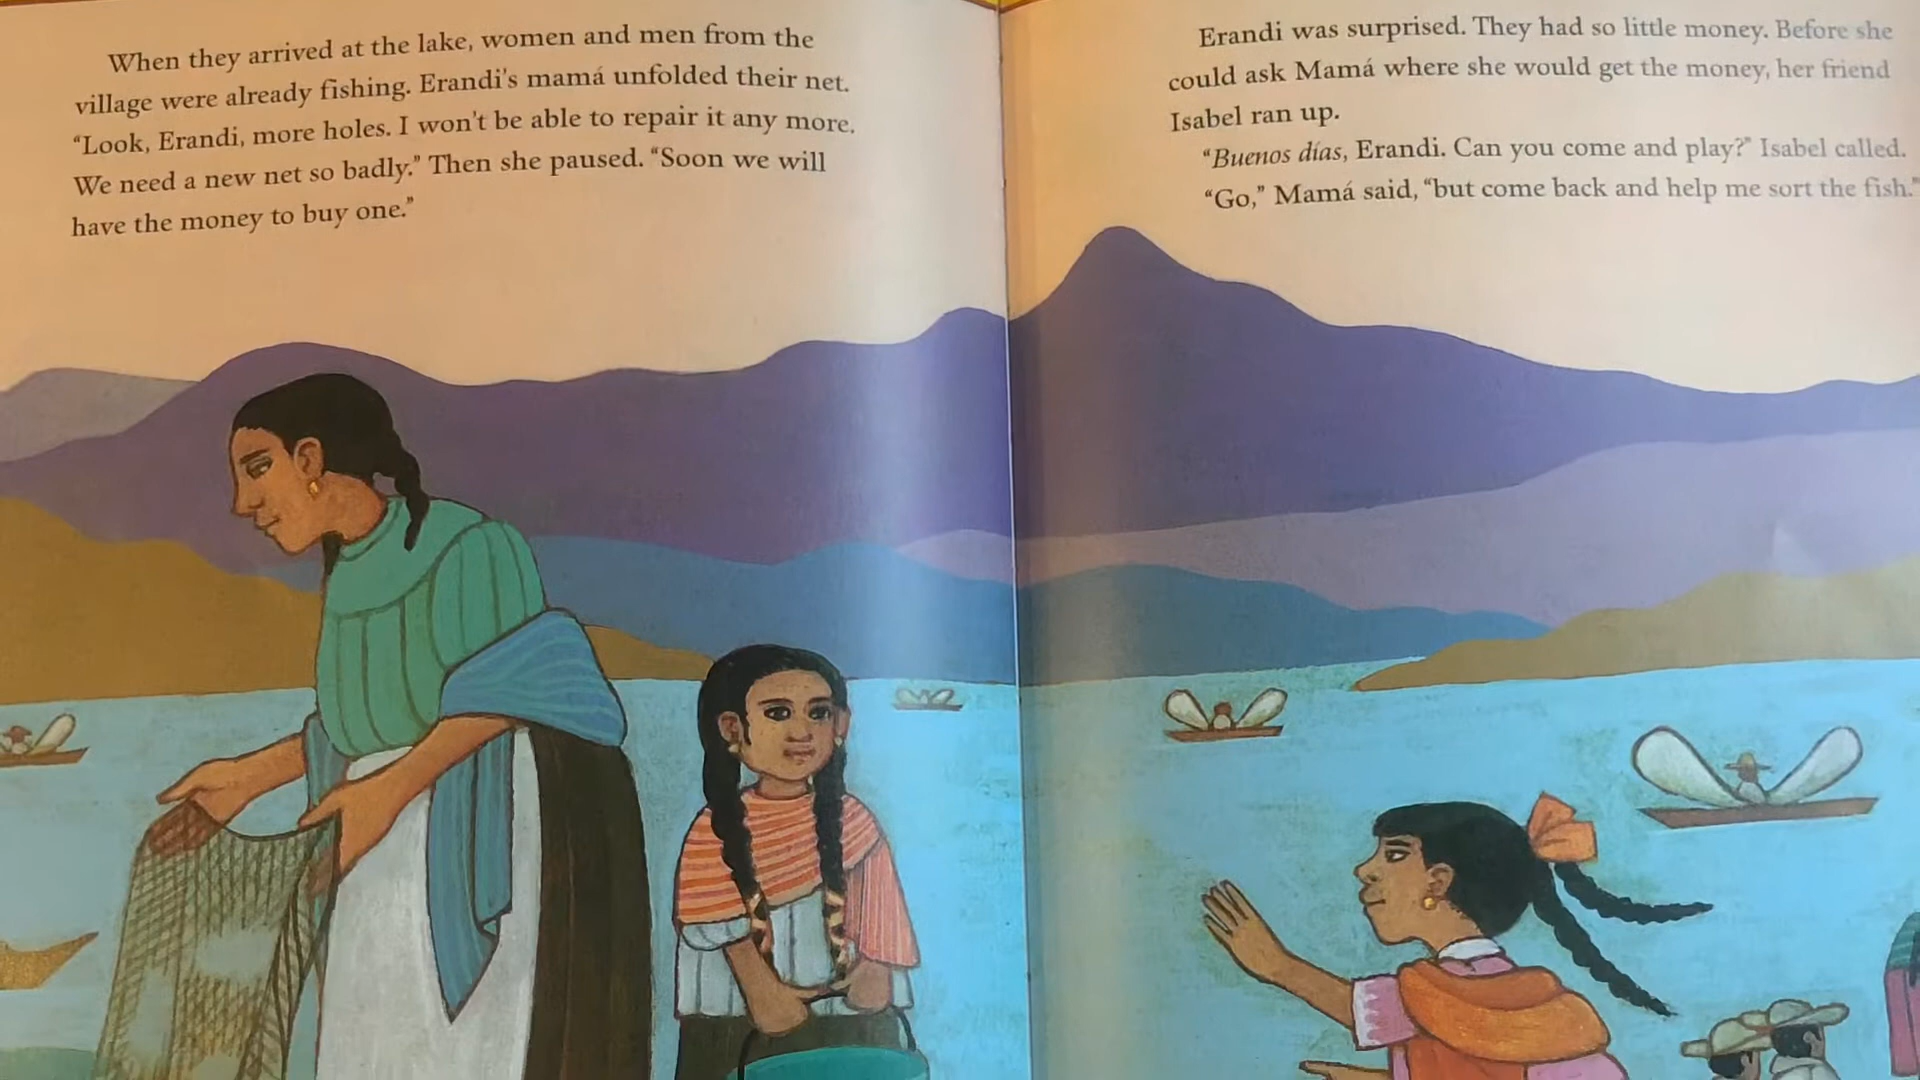 When they arrived at the lake, women and men from the
village were already fishing. Erandi's mamá unfolded their net.
“Look, Erandi, more holes. I won't be able to repair it any more.
We need a new net so badly.” Then she paused. “Soon we will
have the money to buy one.”
Erandi was surprised. They had so little money. Before she
could ask Mamá where she would get the money, her friend
Isabel ran up.
“Buenos días, Erandi. Can you come and play?” Isabel called.
“Go,” Mamá said, “but come back and help me sort the fish.”